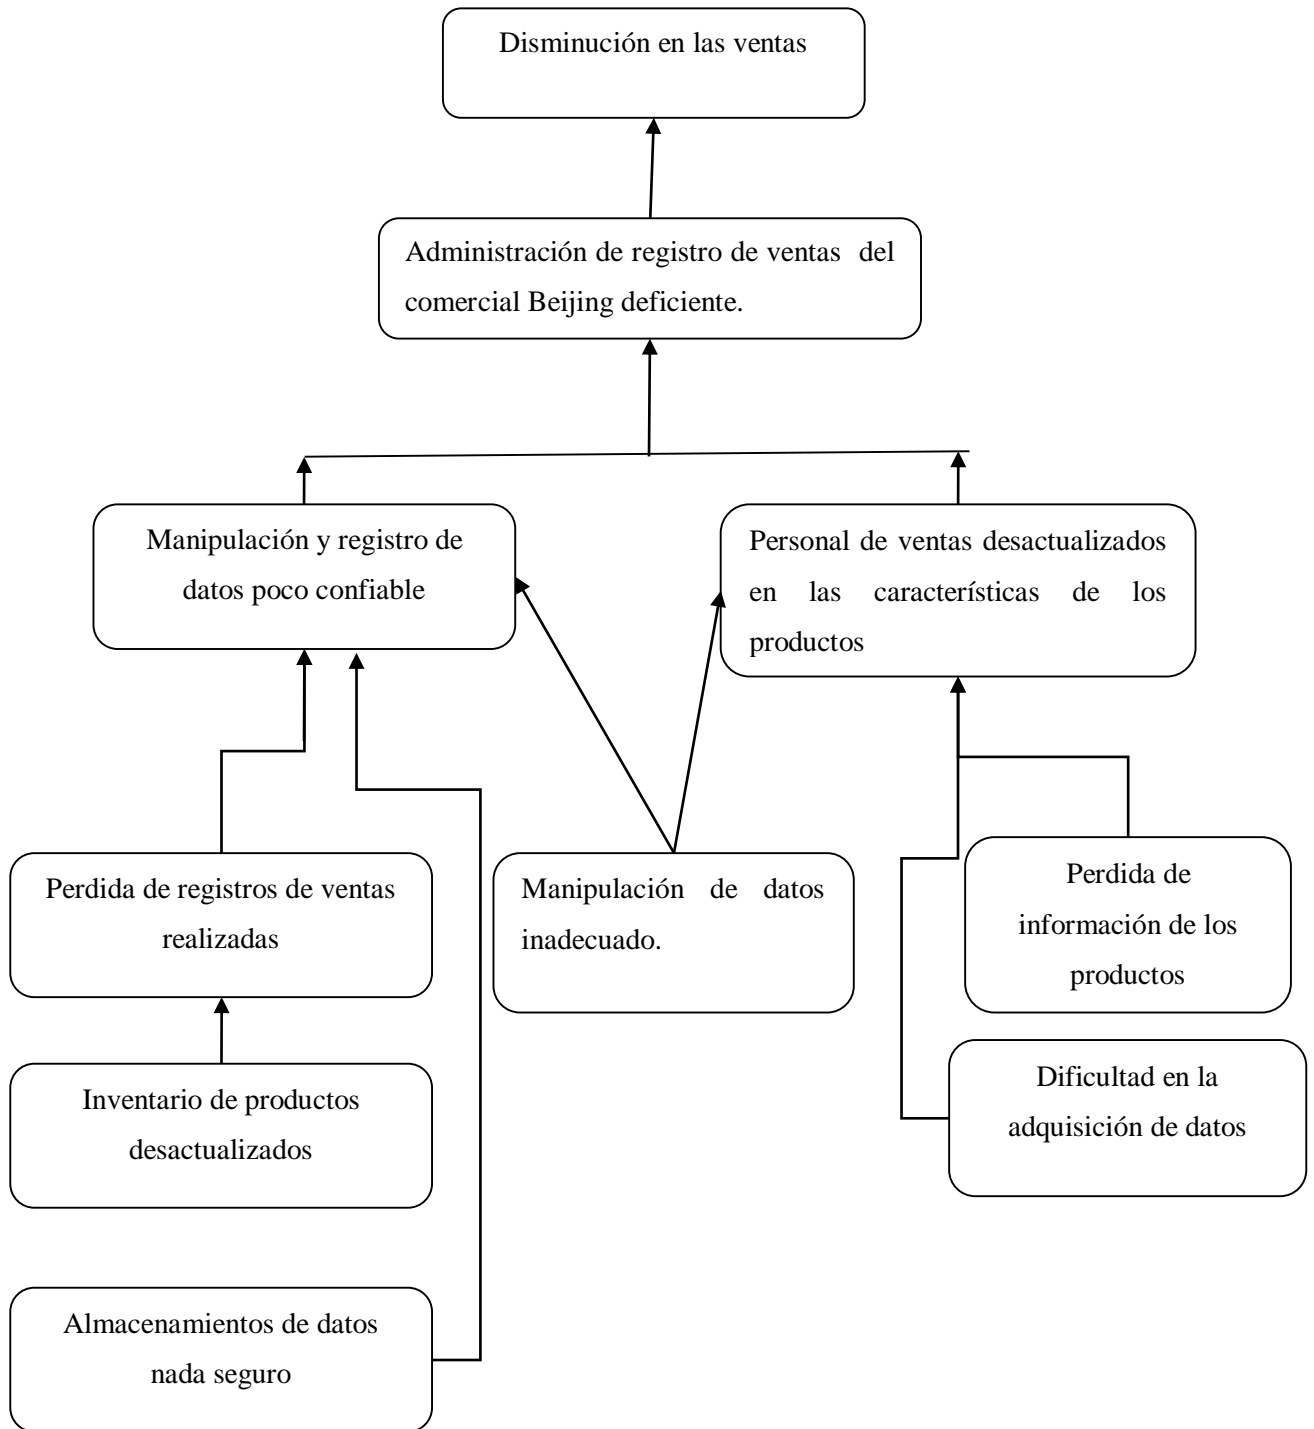 Disminución en las ventas
Administración de registro de ventas  del
comercial Beijing deficiente.
Manipulación y registro de
datos poco confiable
Personal de ventas desactualizados
en las características de los
productos
Perdida de registros de ventas
realizadas
Manipulación de datos
inadecuado.
Perdida de
información de los
productos
Inventario de productos
desactualizados
Dificultad en la
adquisición de datos
Almacenamientos de datos
nada seguro